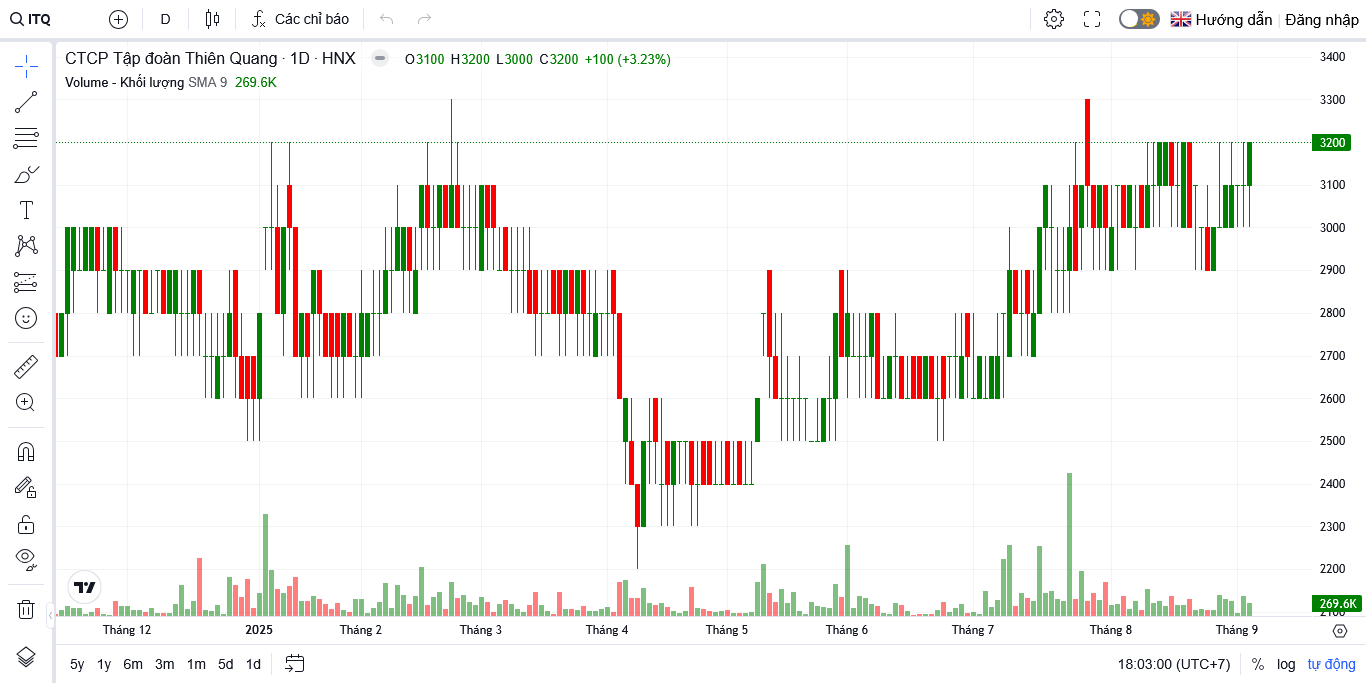 ITQ D Các chỉ báo Hướng dẫn Đăng nhập
CTCP Tập đoàn Thiên Quang · 1D · HNX O3100 H3200 L3000 C3200 +100 (+3.23%)
Volume - Khối lượng SMA 9 269.6K
3400
3300
3200
3100
3000
2900
2800
2700
2600
2500
2400
2300
2200
269.6K
2100
Tháng 12 2025 Tháng 2 Tháng 3 Tháng 4 Tháng 5 Tháng 6 Tháng 7 Tháng 8 Tháng 9
5y 1y 6m 3m 1m 5d 1d 18:03:00 (UTC+7) % log tự động